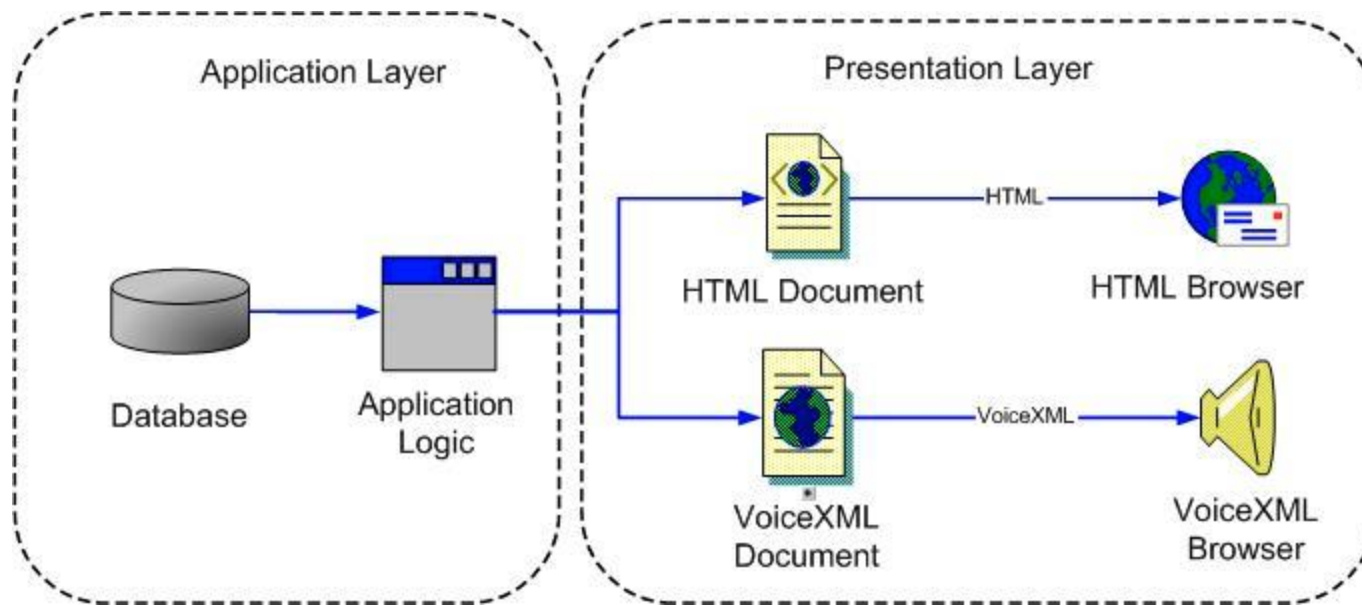 Application Layer
Presentation Layer
HTML
HTML Document
HTML Browser
Database
Application
Logic
VoiceXML
VoiceXML
Document
VoiceXML
Browser